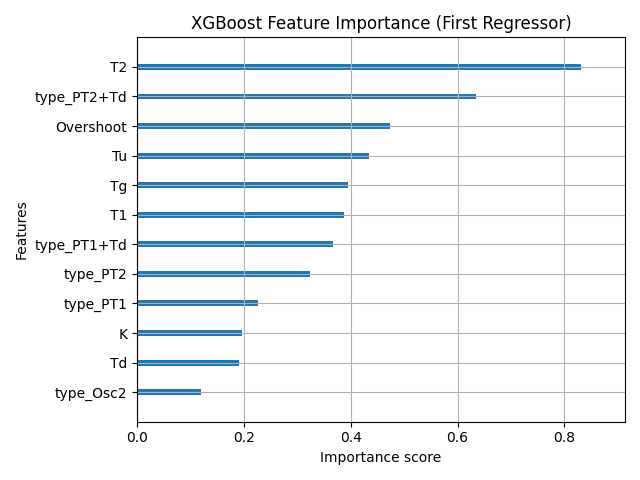 XGBoost Feature Importance (First Regressor)
T2
type_PT2+Td
Overshoot
Tu
Tg
T1
type_PT1+Td
type_PT2
type_PT1
K
Td
type_Osc2
Features
0.0 0.2 0.4 0.6 0.8
Importance score